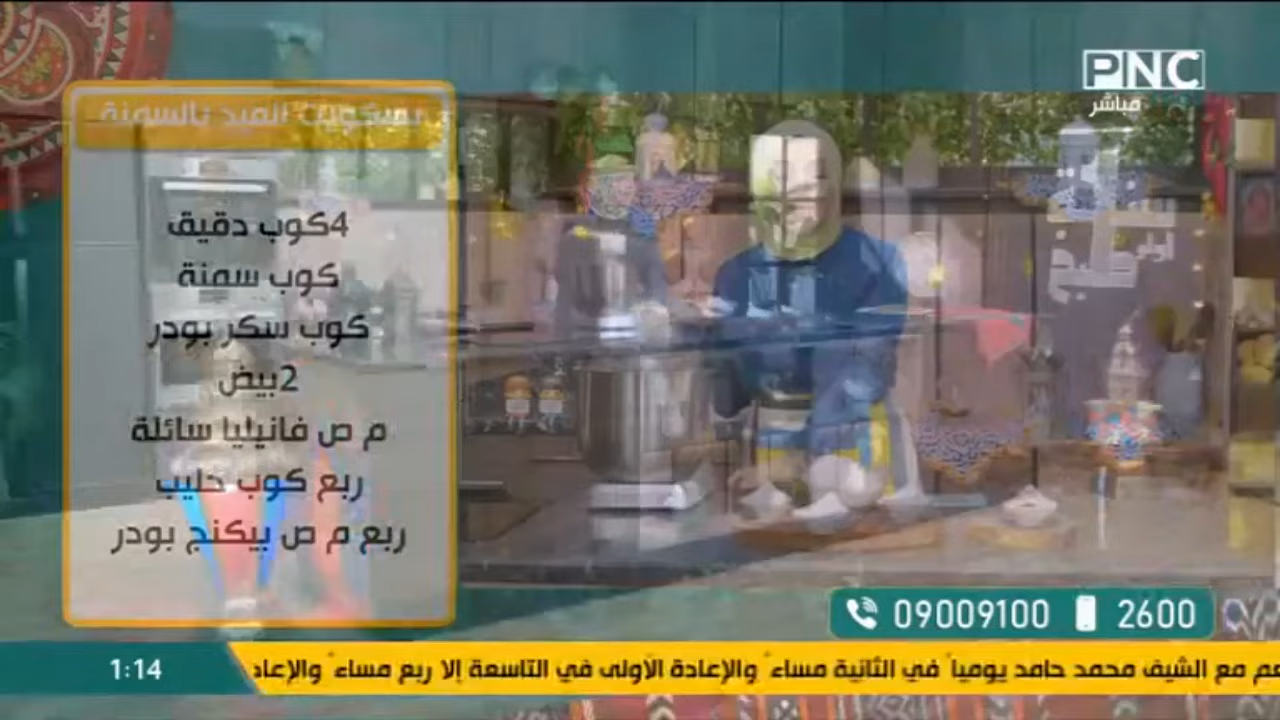 PNC
مباشر
بسكويت العيد بالسمنة
4كوب دقيق
كوب سمنة
كوب سكر بودر
2بيض
م ص فانيليا سائلة
ربع كوب حليب
ربع م ص بيكنج بودر
09009100 2600
مع الشيف محمد حامد يومياً في الثانية مساءً والإعادة الأولى في التاسعة إلا ربع مساءً
1:14